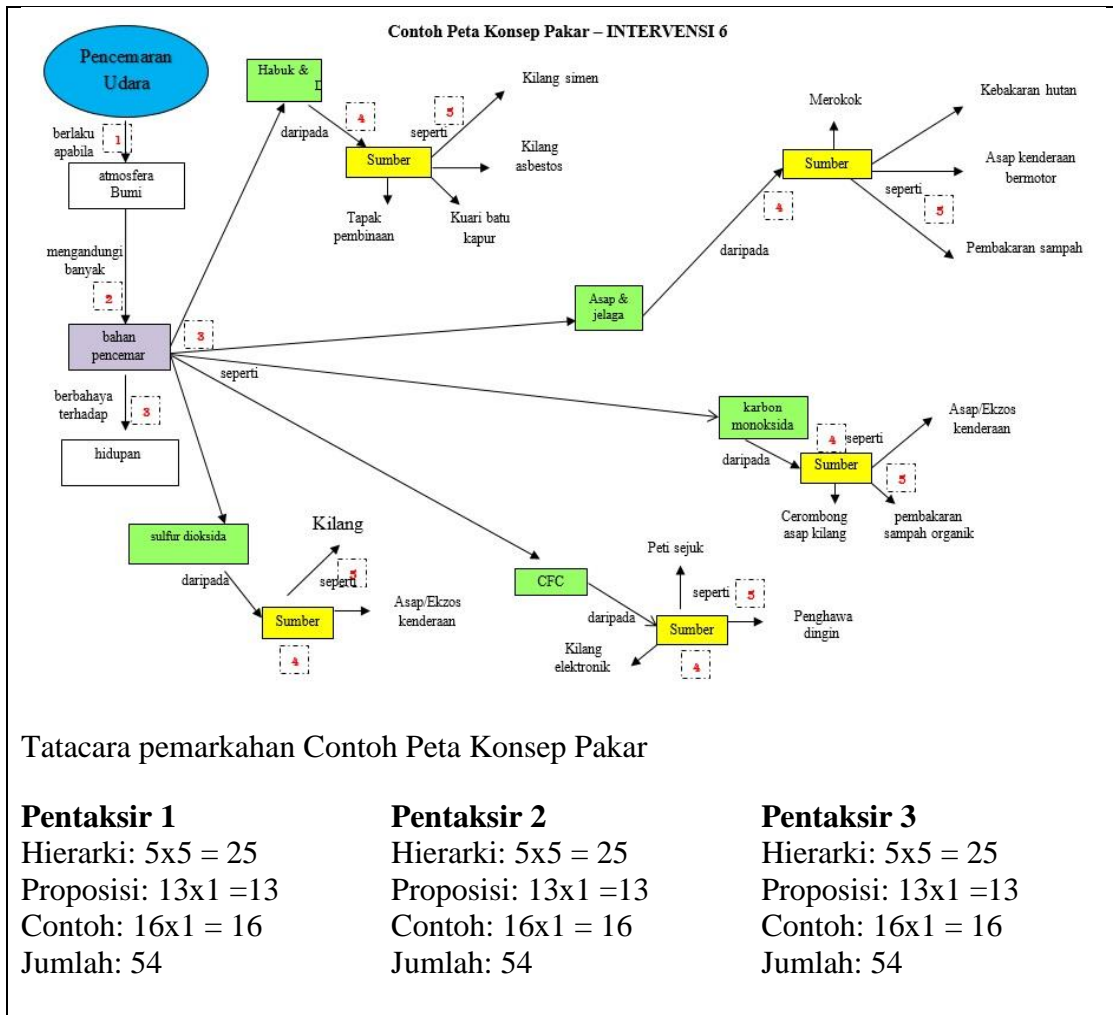 Contoh Peta Konsep Pakar – INTERVENSI 6
Pencemaran
Udara
berlaku
apabila
1
atmosfera
Bumi
mengandungi
banyak
2
bahan
pencemar
berbahaya
terhadap
3
hidupan
3
seperti
Habuk &
D
daripada
4
Sumber
seperti
5
Kilang simen
Kilang
asbestos
Kuari batu
kapur
Tapak
pembinaan
Asap &
jelaga
daripada
4
Sumber
Merokok
Kebakaran hutan
Asap kenderaan
bermotor
seperti
5
Pembakaran sampah
karbon
monoksida
daripada
4
seperti
Sumber
Asap/Ekzos
kenderaan
5
Cerombong
asap kilang
pembakaran
sampah organik
sulfur dioksida
daripada
Sumber
4
Kilang
seperti
5
Asap/Ekzos
kenderaan
CFC
daripada
Sumber
4
Peti sejuk
seperti
5
Penghawa
dingin
Kilang
elektronik
Tatacara pemarkahan Contoh Peta Konsep Pakar
Pentaksir 1
Hierarki: 5x5 = 25
Proposisi: 13x1 =13
Contoh: 16x1 = 16
Jumlah: 54
Pentaksir 2
Hierarki: 5x5 = 25
Proposisi: 13x1 =13
Contoh: 16x1 = 16
Jumlah: 54
Pentaksir 3
Hierarki: 5x5 = 25
Proposisi: 13x1 =13
Contoh: 16x1 = 16
Jumlah: 54